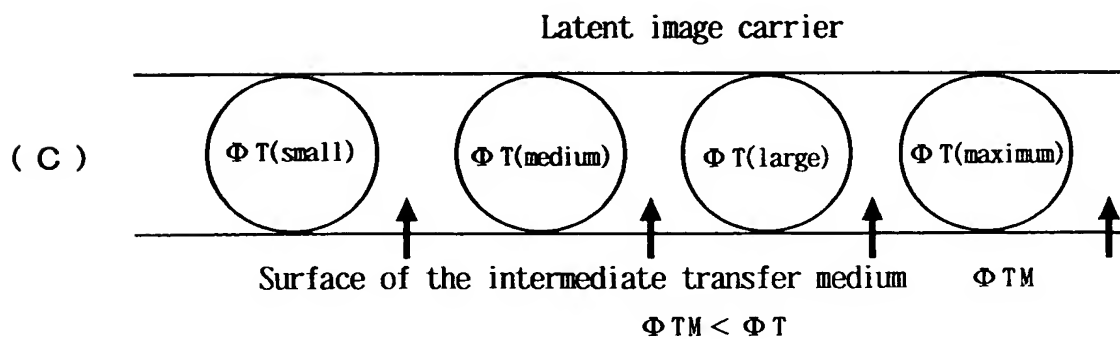 Latent image carrier
( C )
Φ T(small) Φ T(medium) Φ T(large) Φ T(maximum)
Surface of the intermediate transfer medium Φ TM
Φ TM < Φ T